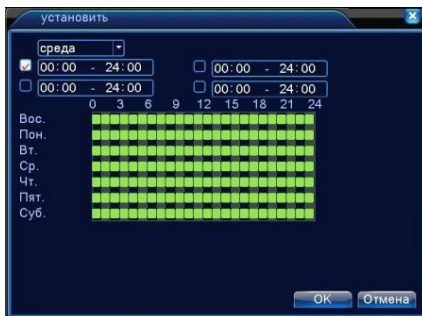 установить
среда
00:00 - 24:00 00:00 - 24:00
00:00 - 24:00 00:00 - 24:00
0 3 6 9 12 15 18 21 24
Вос.
Пон.
Вт.
Ср.
Чт.
Пят.
Суб.
OK Отмена